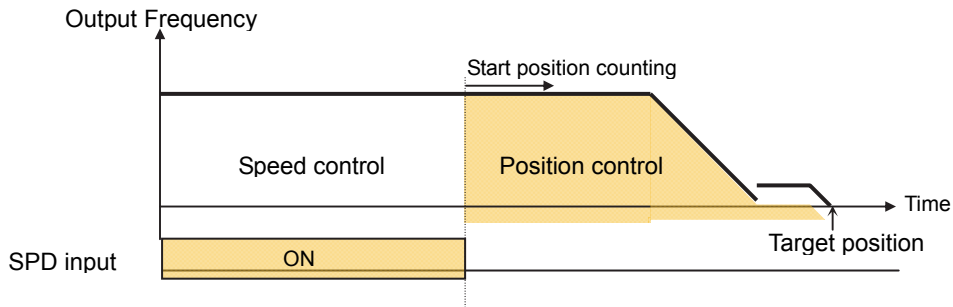 Output Frequency
Start position counting
Speed control
Position control
Time
Target position
SPD input
ON